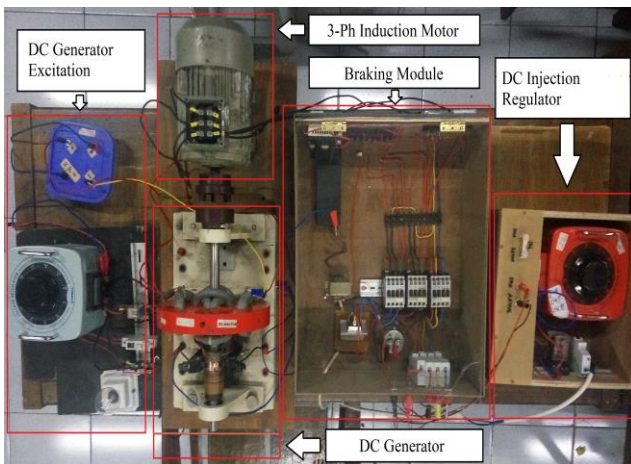 3-Ph Induction Motor
DC Generator
Excitation
Braking Module
DC Injection
Regulator
DC Generator